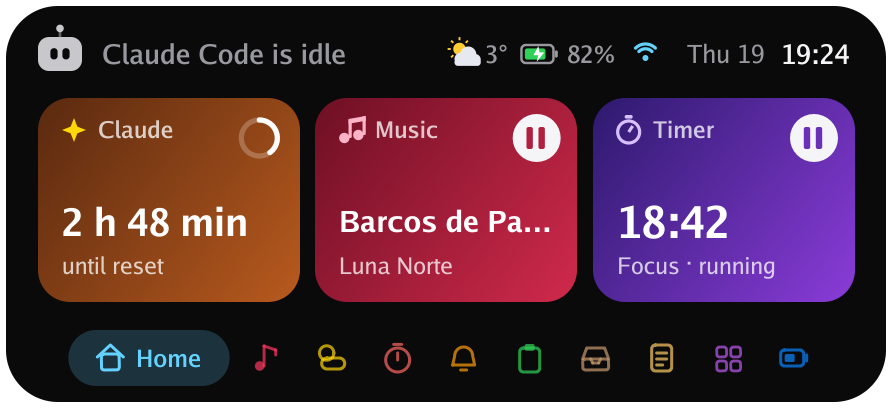 Claude Code is idle
3° 82% Thu 19 19:24
Claude
2 h 48 min
until reset
Music
Barcos de Pa...
Luna Norte
Timer
18:42
Focus · running
Home